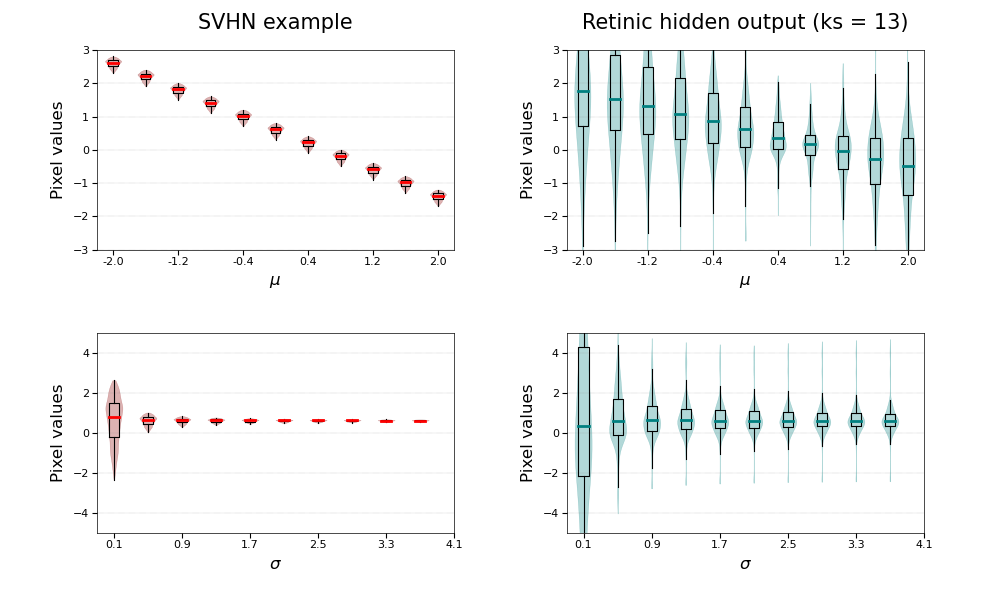 SVHN example
Retinic hidden output (ks = 13)
Pixel values
3
2
1
0
−1
−2
−3
-2.0 -1.2 -0.4 0.4 1.2 2.0
μ
Pixel values
3
2
1
0
−1
−2
−3
-2.0 -1.2 -0.4 0.4 1.2 2.0
μ
Pixel values
4
2
0
−2
−4
0.1 0.9 1.7 2.5 3.3 4.1
σ
Pixel values
4
2
0
−2
−4
0.1 0.9 1.7 2.5 3.3 4.1
σ